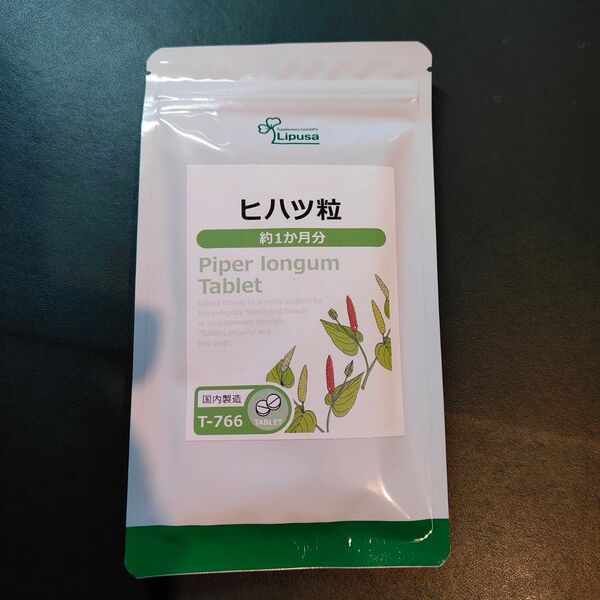 Supplement Company
Lipusa
ヒハツ粒
約1か月分
Piper longum
Tablet
Lipusa strives to provide support for
the everyday health and beauty
of its customers through
"Safety, security and
low cost".
国内製造
T-766
TABLET